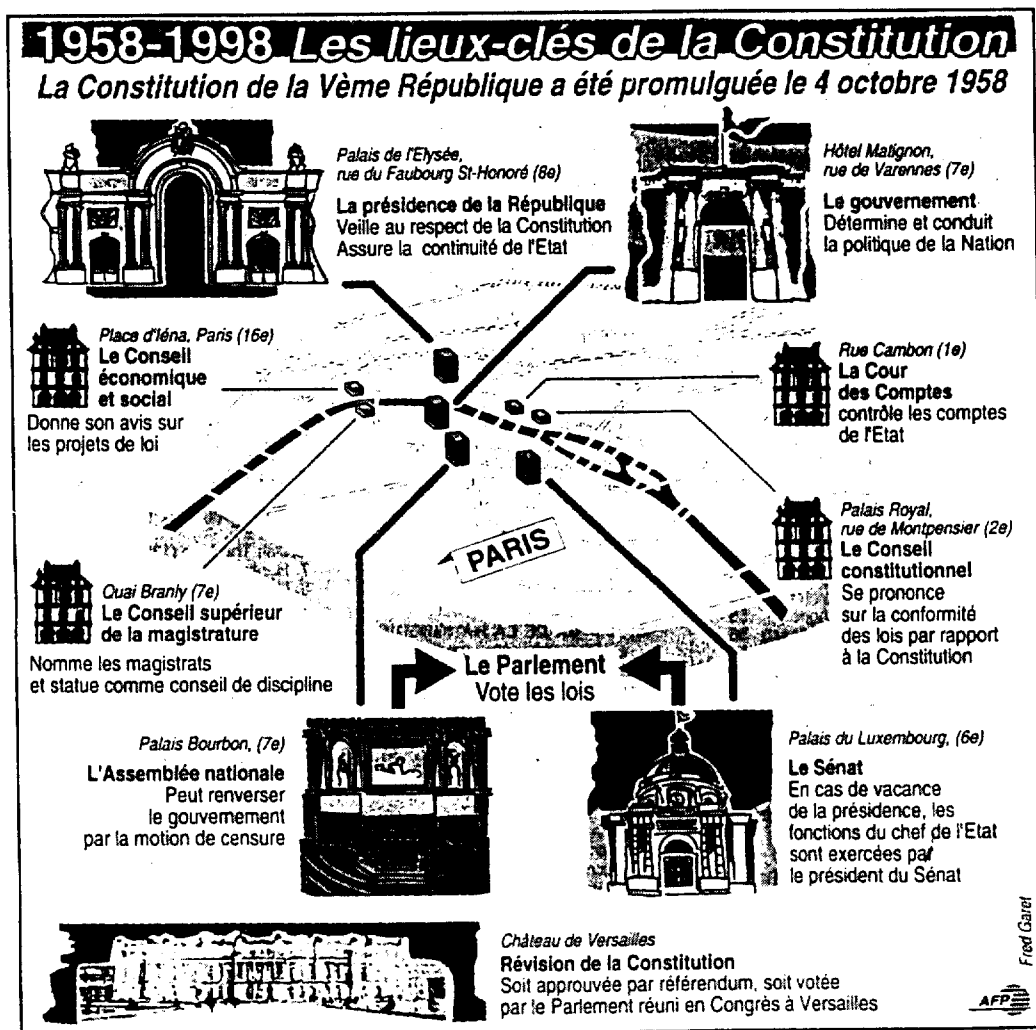 1958-1998 Les lieux-clés de la Constitution
La Constitution de la Vème République a été promulguée le 4 octobre 1958
Palais de l'Elysée,
rue du Faubourg St-Honoré (8e)
La présidence de la République
Veille au respect de la Constitution
Assure la continuité de l'Etat
Hôtel Matignon,
rue de Varennes (7e)
Le gouvernement
Détermine et conduit
la politique de la Nation
Place d'Iéna, Paris (16e)
Le Conseil
économique
et social
Donne son avis sur
les projets de loi
Rue Cambon (1e)
La Cour
des Comptes
contrôle les comptes
de l'Etat
Palais Royal,
rue de Montpensier (2e)
Le Conseil
constitutionnel
Se prononce
sur la conformité
des lois par rapport
à la Constitution
PARIS
Quai Branly (7e)
Le Conseil supérieur
de la magistrature
Nomme les magistrats
et statue comme conseil de discipline
Le Parlement
Vote les lois
Palais Bourbon, (7e)
L'Assemblée nationale
Peut renverser
le gouvernement
par la motion de censure
Palais du Luxembourg, (6e)
Le Sénat
En cas de vacance
de la présidence, les
fonctions du chef de l'Etat
sont exercées par
le président du Sénat
Château de Versailles
Révision de la Constitution
Soit approuvée par référendum, soit votée
par le Parlement réuni en Congrès à Versailles
Fred Garet
AFP